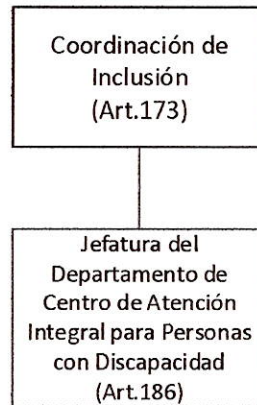 Coordinación de
Inclusión
(Art.173)
Jefatura del
Departamento de
Centro de Atención
Integral para Personas
con Discapacidad
(Art.186)